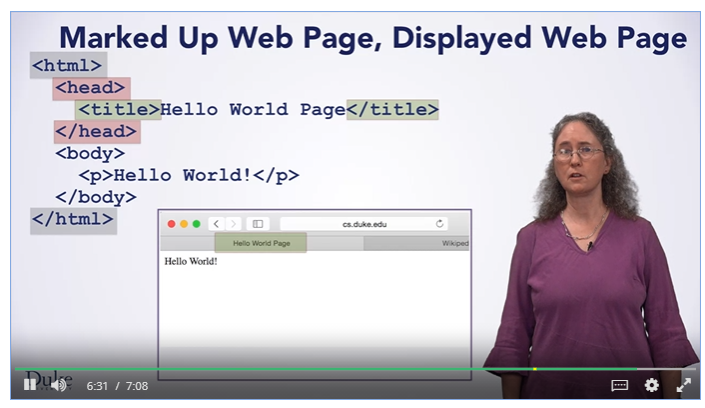 Marked Up Web Page, Displayed Web Page
<html>
<head>
<title>Hello World Page</title>
</head>
<body>
<p>Hello World!</p>
</body>
</html>
cs.duke.edu
Hello World Page
Wikiped
Hello World!
Duke
6:31 / 7:08